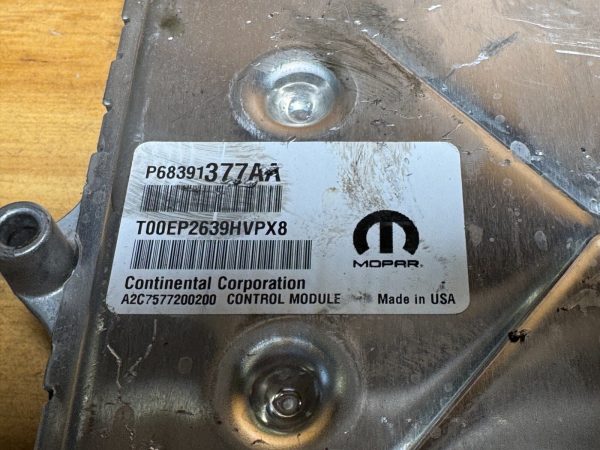 P68391377AA
T00EP2639HVPX8
MOPAR
Continental Corporation
A2C7577200200 CONTROL MODULE Made in USA